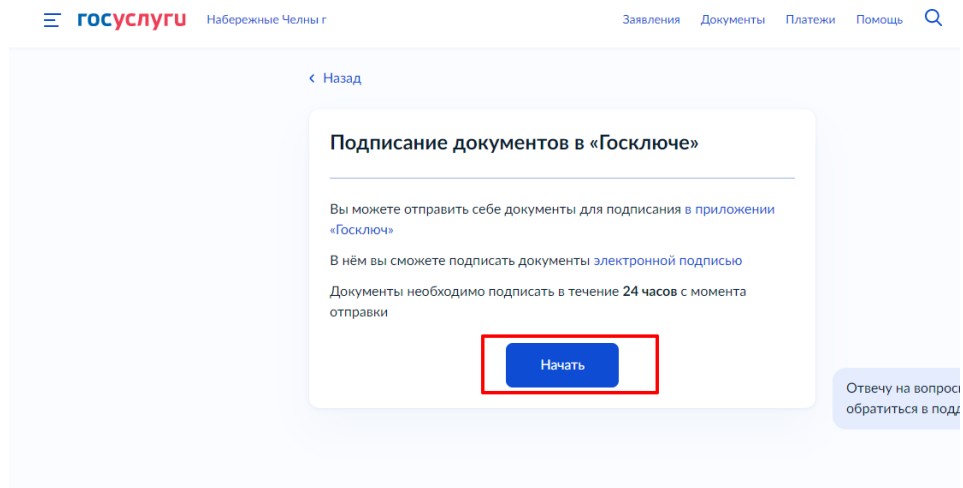 госуслуги Набережные Челны г Заявления Документы Платежи Помощь
Назад
Подписание документов в «Госключе»
Вы можете отправить себе документы для подписания в приложении
«Госключ»
В нём вы сможете подписать документы электронной подписью
Документы необходимо подписать в течение 24 часов с момента
отправки
Начать
Отвечу на
обратиться в